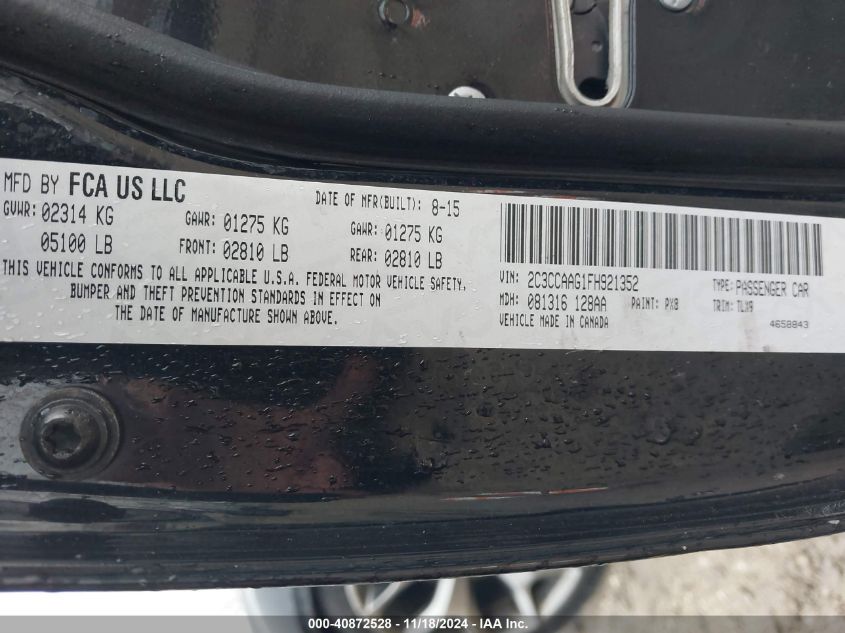 MFD BY FCA US LLC
DATE OF MFR(BUILT): 8-15
GVWR: 02314 KG
GAWR: 01275 KG
GAWR: 01275 KG
05100 LB
FRONT: 02810 LB
REAR: 02810 LB
THIS VEHICLE CONFORMS TO ALL APPLICABLE U.S.A. FEDERAL MOTOR VEHICLE SAFETY,
BUMPER AND THEFT PREVENTION STANDARDS IN EFFECT ON
THE DATE OF MANUFACTURE SHOWN ABOVE.
VIN: 2C3CCAAG1FH921352
TYPE: PASSENGER CAR
MDH: 081316 128AA
PAINT: PX8
TRIM: TLX9
VEHICLE MADE IN CANADA
4658843
000-40872528 - 11/18/2024 - IAA Inc.